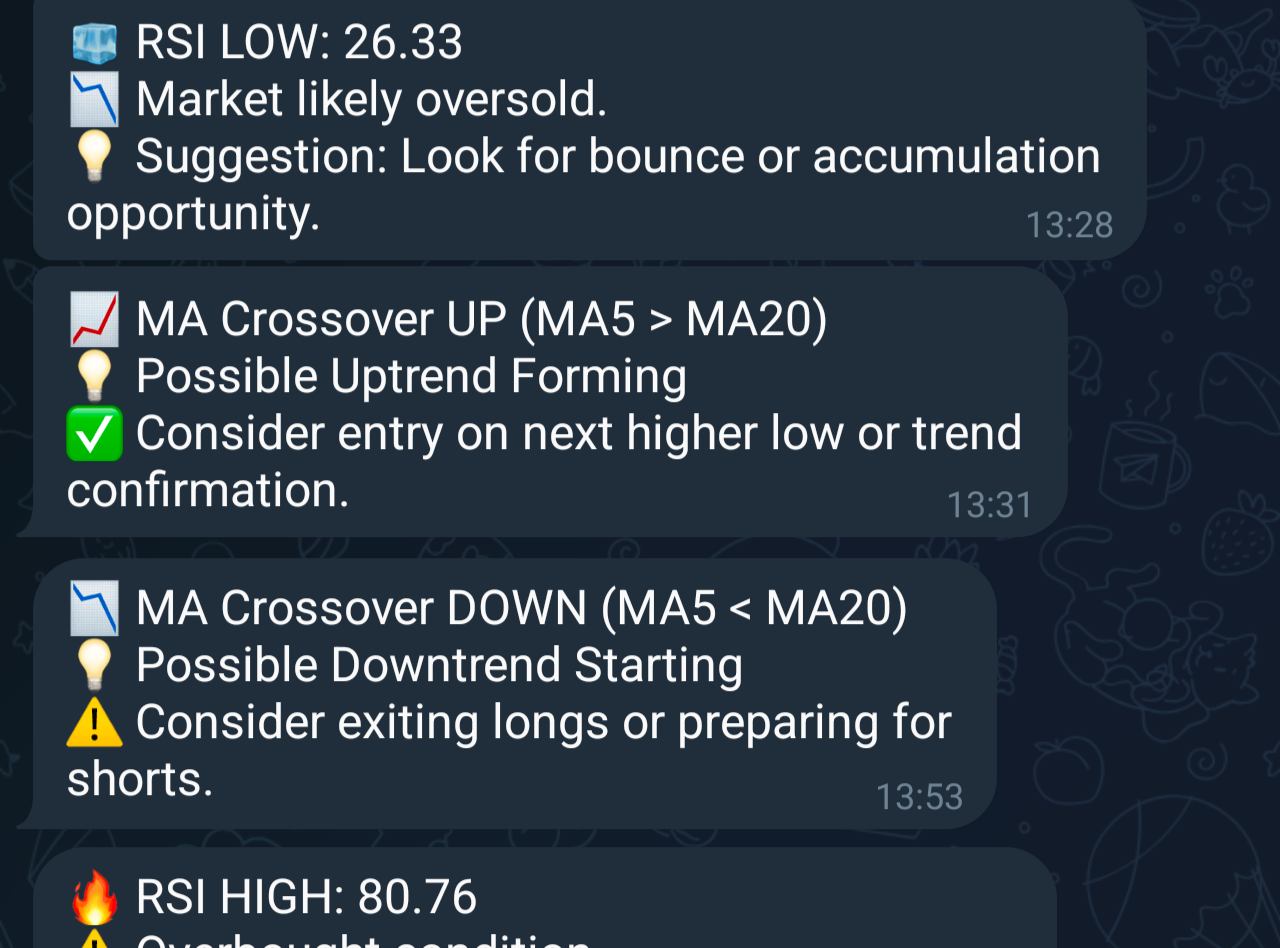 🧊 RSI LOW: 26.33
📉 Market likely oversold.
💡 Suggestion: Look for bounce or accumulation
opportunity.
13:28
📈 MA Crossover UP (MA5 > MA20)
💡 Possible Uptrend Forming
✅ Consider entry on next higher low or trend
confirmation.
13:31
📉 MA Crossover DOWN (MA5 < MA20)
💡 Possible Downtrend Starting
⚠️ Consider exiting longs or preparing for
shorts.
13:53
🔥 RSI HIGH: 80.76
⚠️ Overbought condition